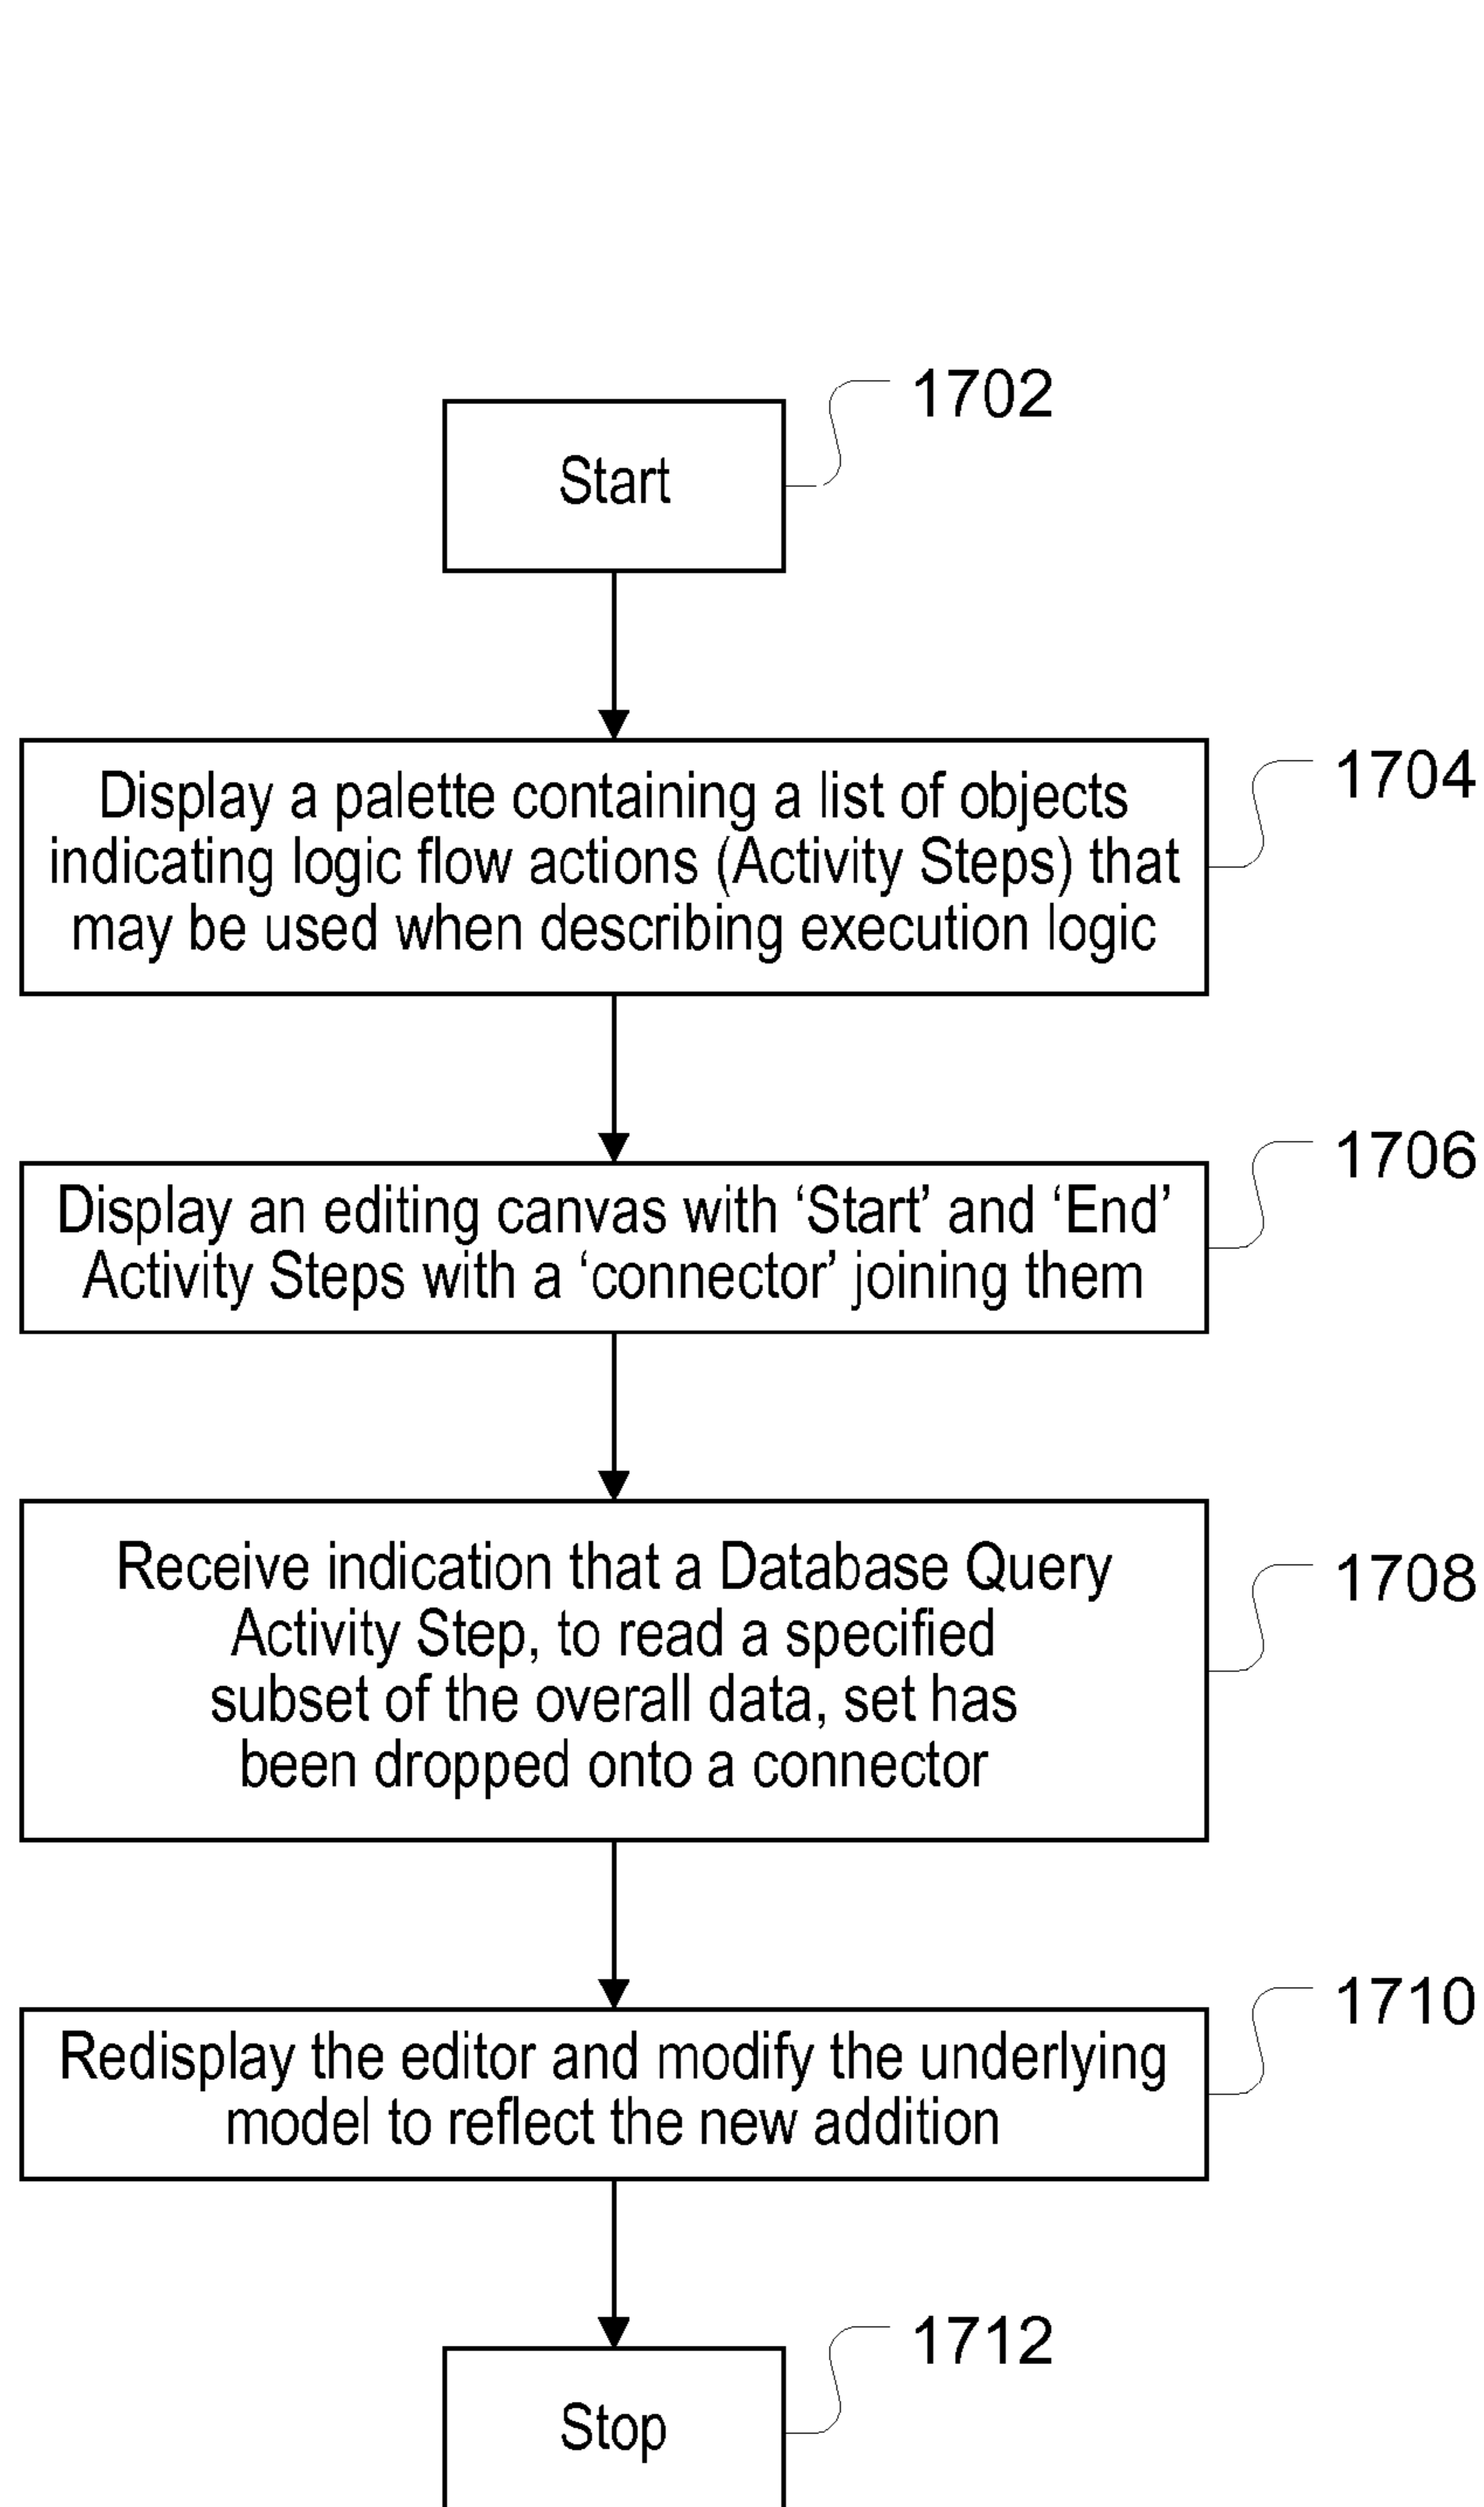 1702
Start
1704
Display a palette containing a list of objects
indicating logic flow actions (Activity Steps) that
may be used when describing execution logic
1706
Display an editing canvas with ‘Start’ and ‘End’
Activity Steps with a ‘connector’ joining them
1708
Receive indication that a Database Query
Activity Step, to read a specified
subset of the overall data, set has
been dropped onto a connector
1710
Redisplay the editor and modify the underlying
model to reflect the new addition
1712
Stop